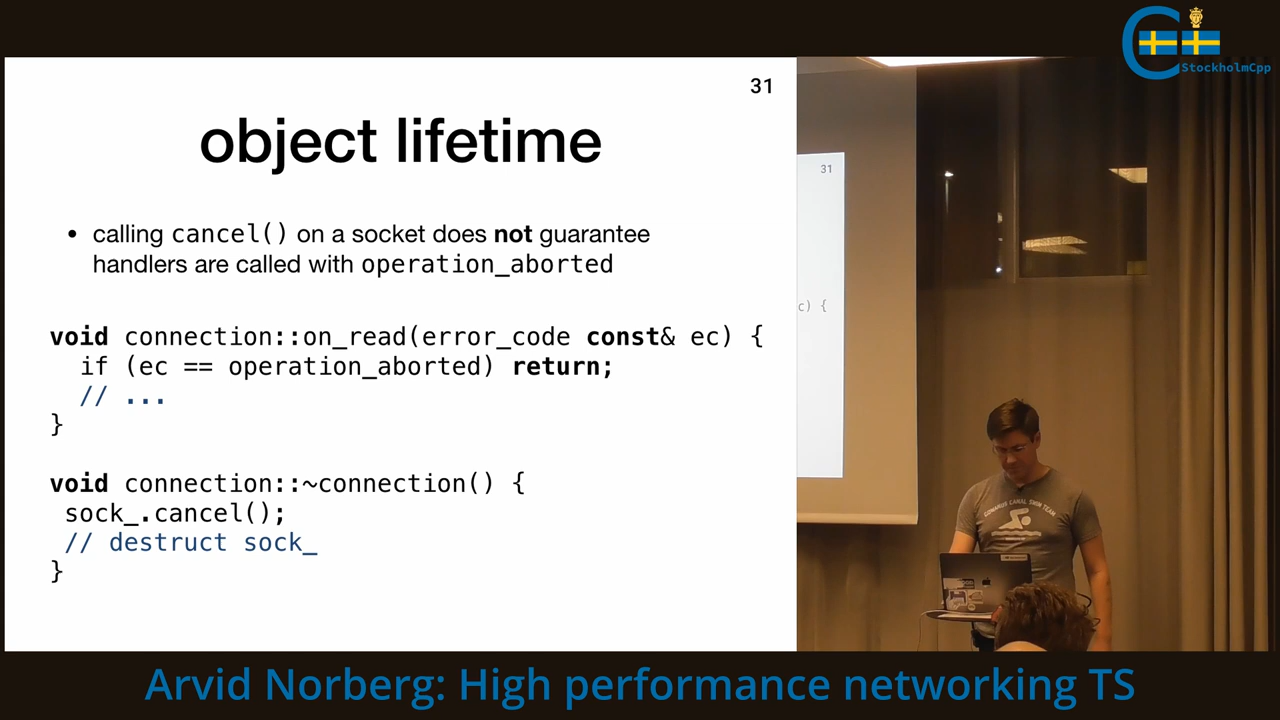 StockholmCpp
31
object lifetime
• calling cancel() on a socket does not guarantee
handlers are called with operation_aborted
void connection::on_read(error_code const& ec) {
  if (ec == operation_aborted) return;
  // ...
}
void connection::~connection() {
 sock_.cancel();
 // destruct sock_
}
31
c) {
Arvid Norberg: High performance networking TS